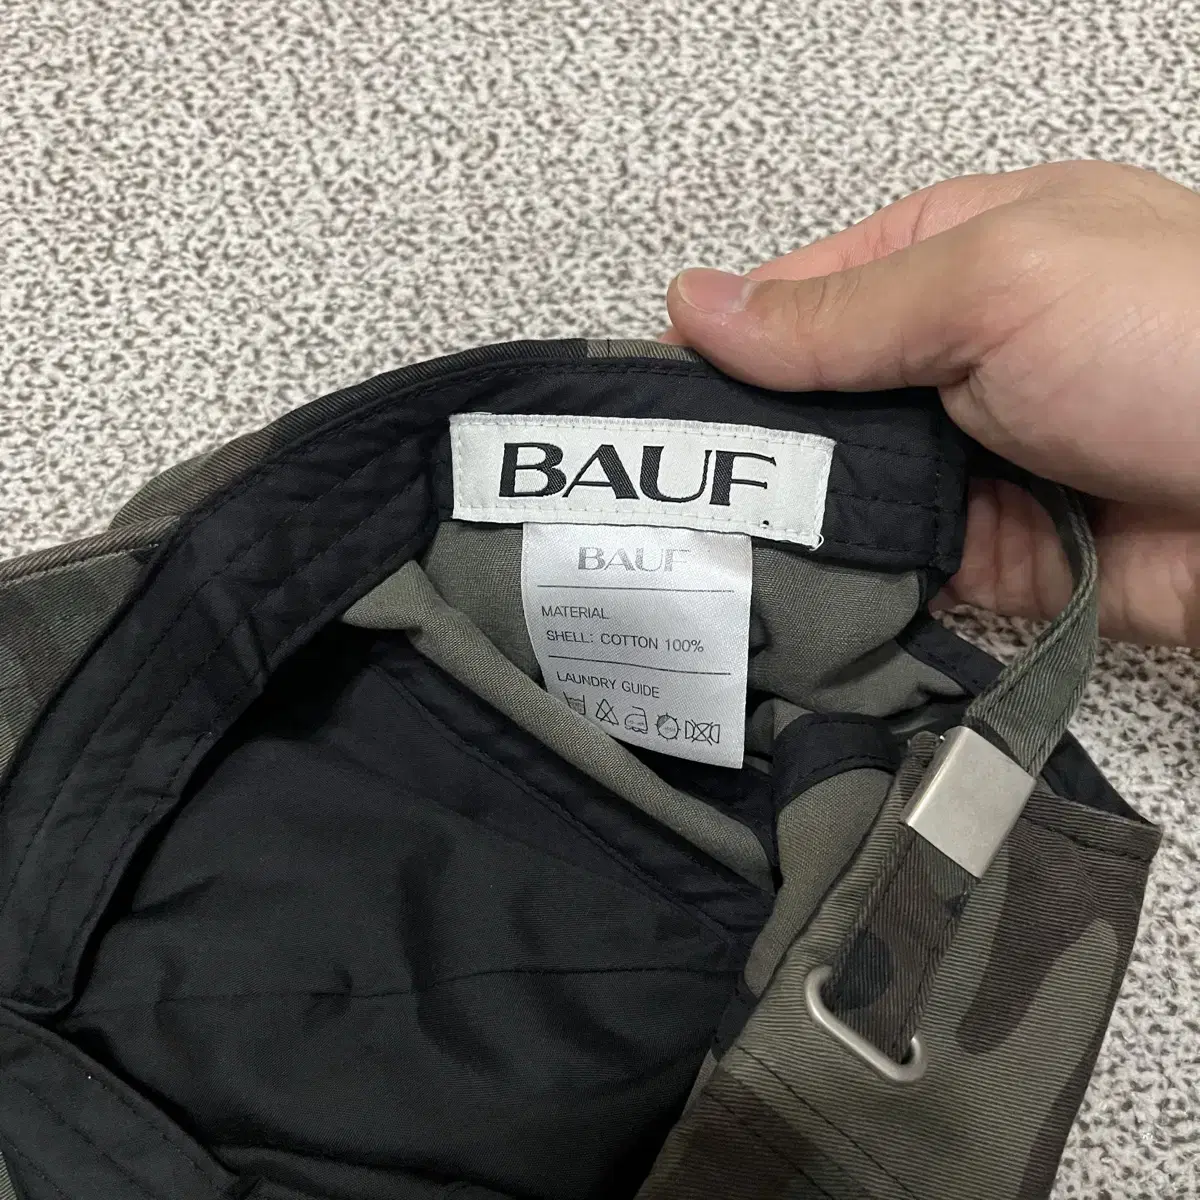 BAUF
BAUF
MATERIAL
SHELL: COTTON 100%
LAUNDRY GUIDE